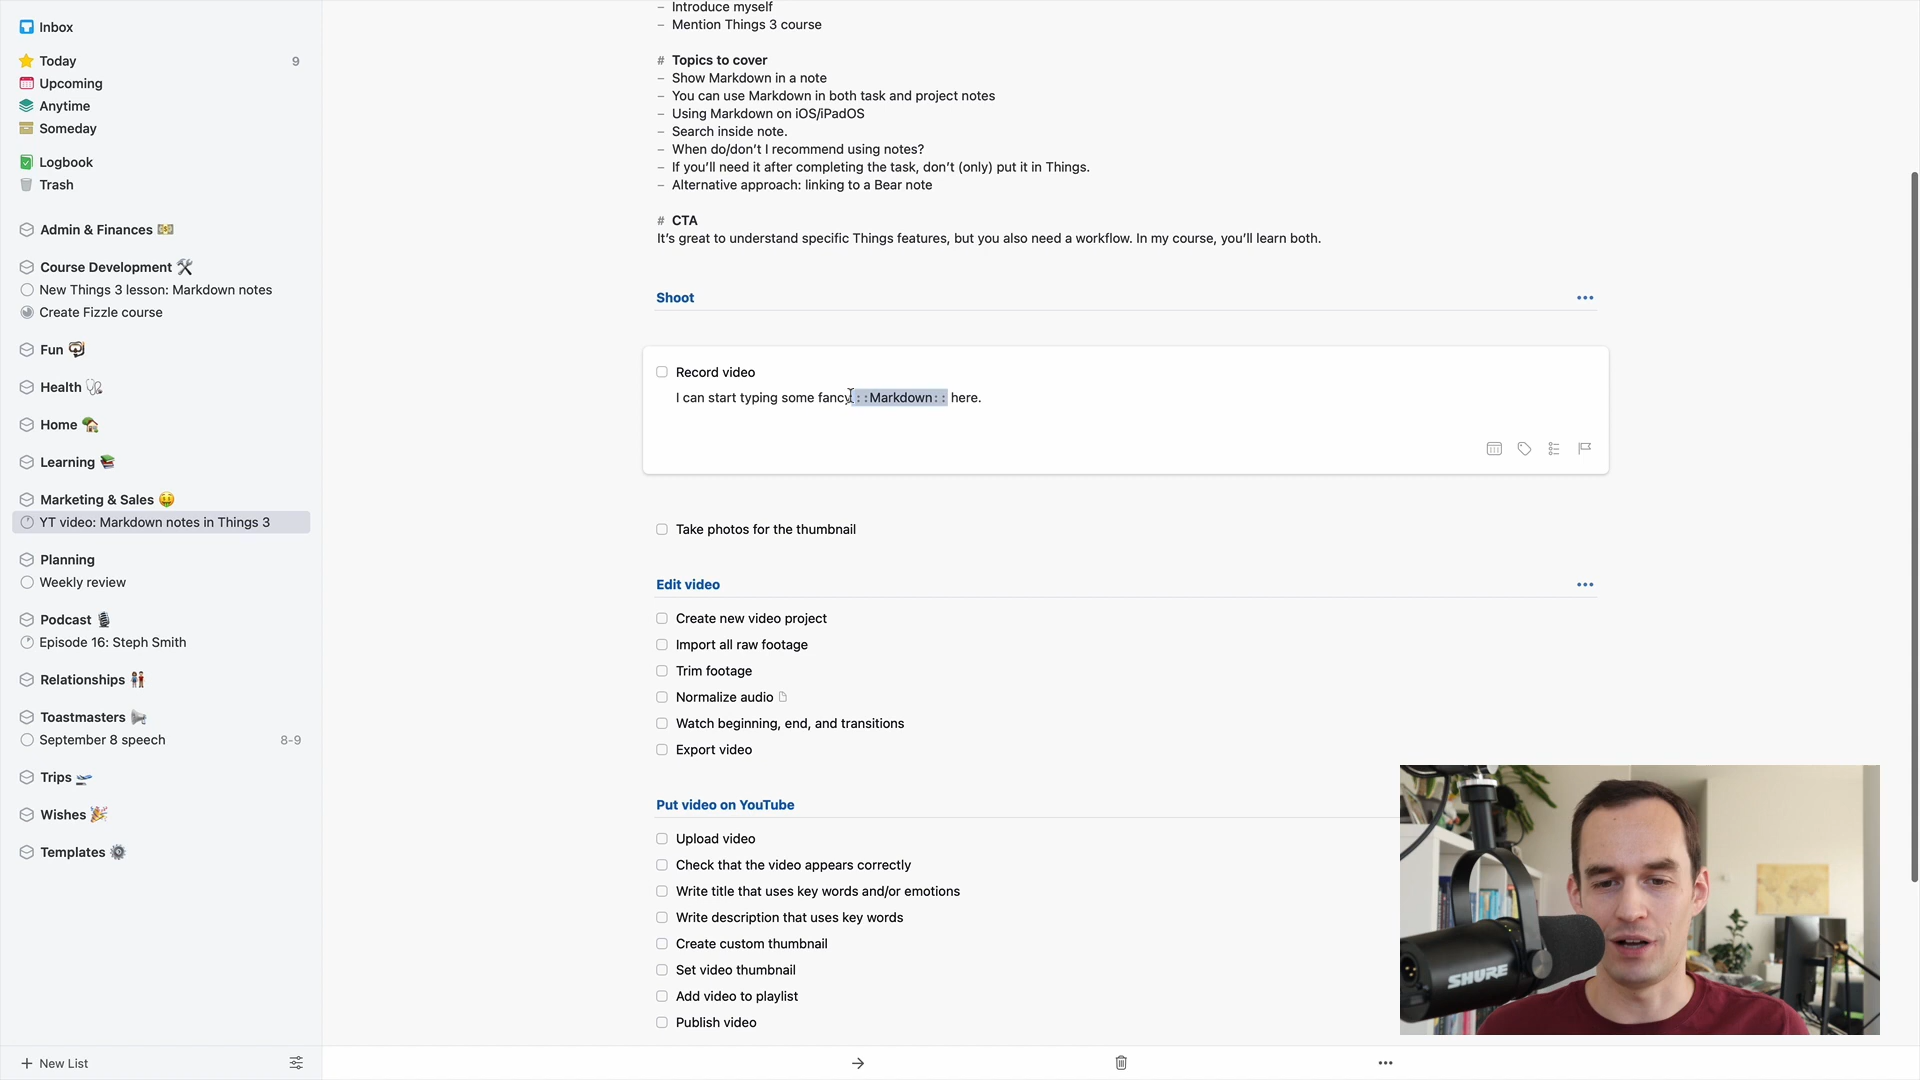 Inbox
Today 9
Upcoming
Anytime
Someday
Logbook
Trash
Admin & Finances 💵
Course Development 🛠
New Things 3 lesson: Markdown notes
Create Fizzle course
Fun 🤿
Health 🩺
Home 🏡
Learning 📚
Marketing & Sales 🤑
YT video: Markdown notes in Things 3
Planning
Weekly review
Podcast 🎙
Episode 16: Steph Smith
Relationships 👫
Toastmasters 📢
September 8 speech 8-9
Trips 🛫
Wishes 🎉
Templates ⚙️
+ New List
– Introduce myself
– Mention Things 3 course
# Topics to cover
– Show Markdown in a note
– You can use Markdown in both task and project notes
– Using Markdown on iOS/iPadOS
– Search inside note.
– When do/don’t I recommend using notes?
– If you’ll need it after completing the task, don’t (only) put it in Things.
– Alternative approach: linking to a Bear note
# CTA
It’s great to understand specific Things features, but you also need a workflow. In my course, you’ll learn both.
Shoot
Record video
I can start typing some fancy ::Markdown:: here.
Take photos for the thumbnail
Edit video
Create new video project
Import all raw footage
Trim footage
Normalize audio
Watch beginning, end, and transitions
Export video
Put video on YouTube
Upload video
Check that the video appears correctly
Write title that uses key words and/or emotions
Write description that uses key words
Create custom thumbnail
Set video thumbnail
Add video to playlist
Publish video
SHURE